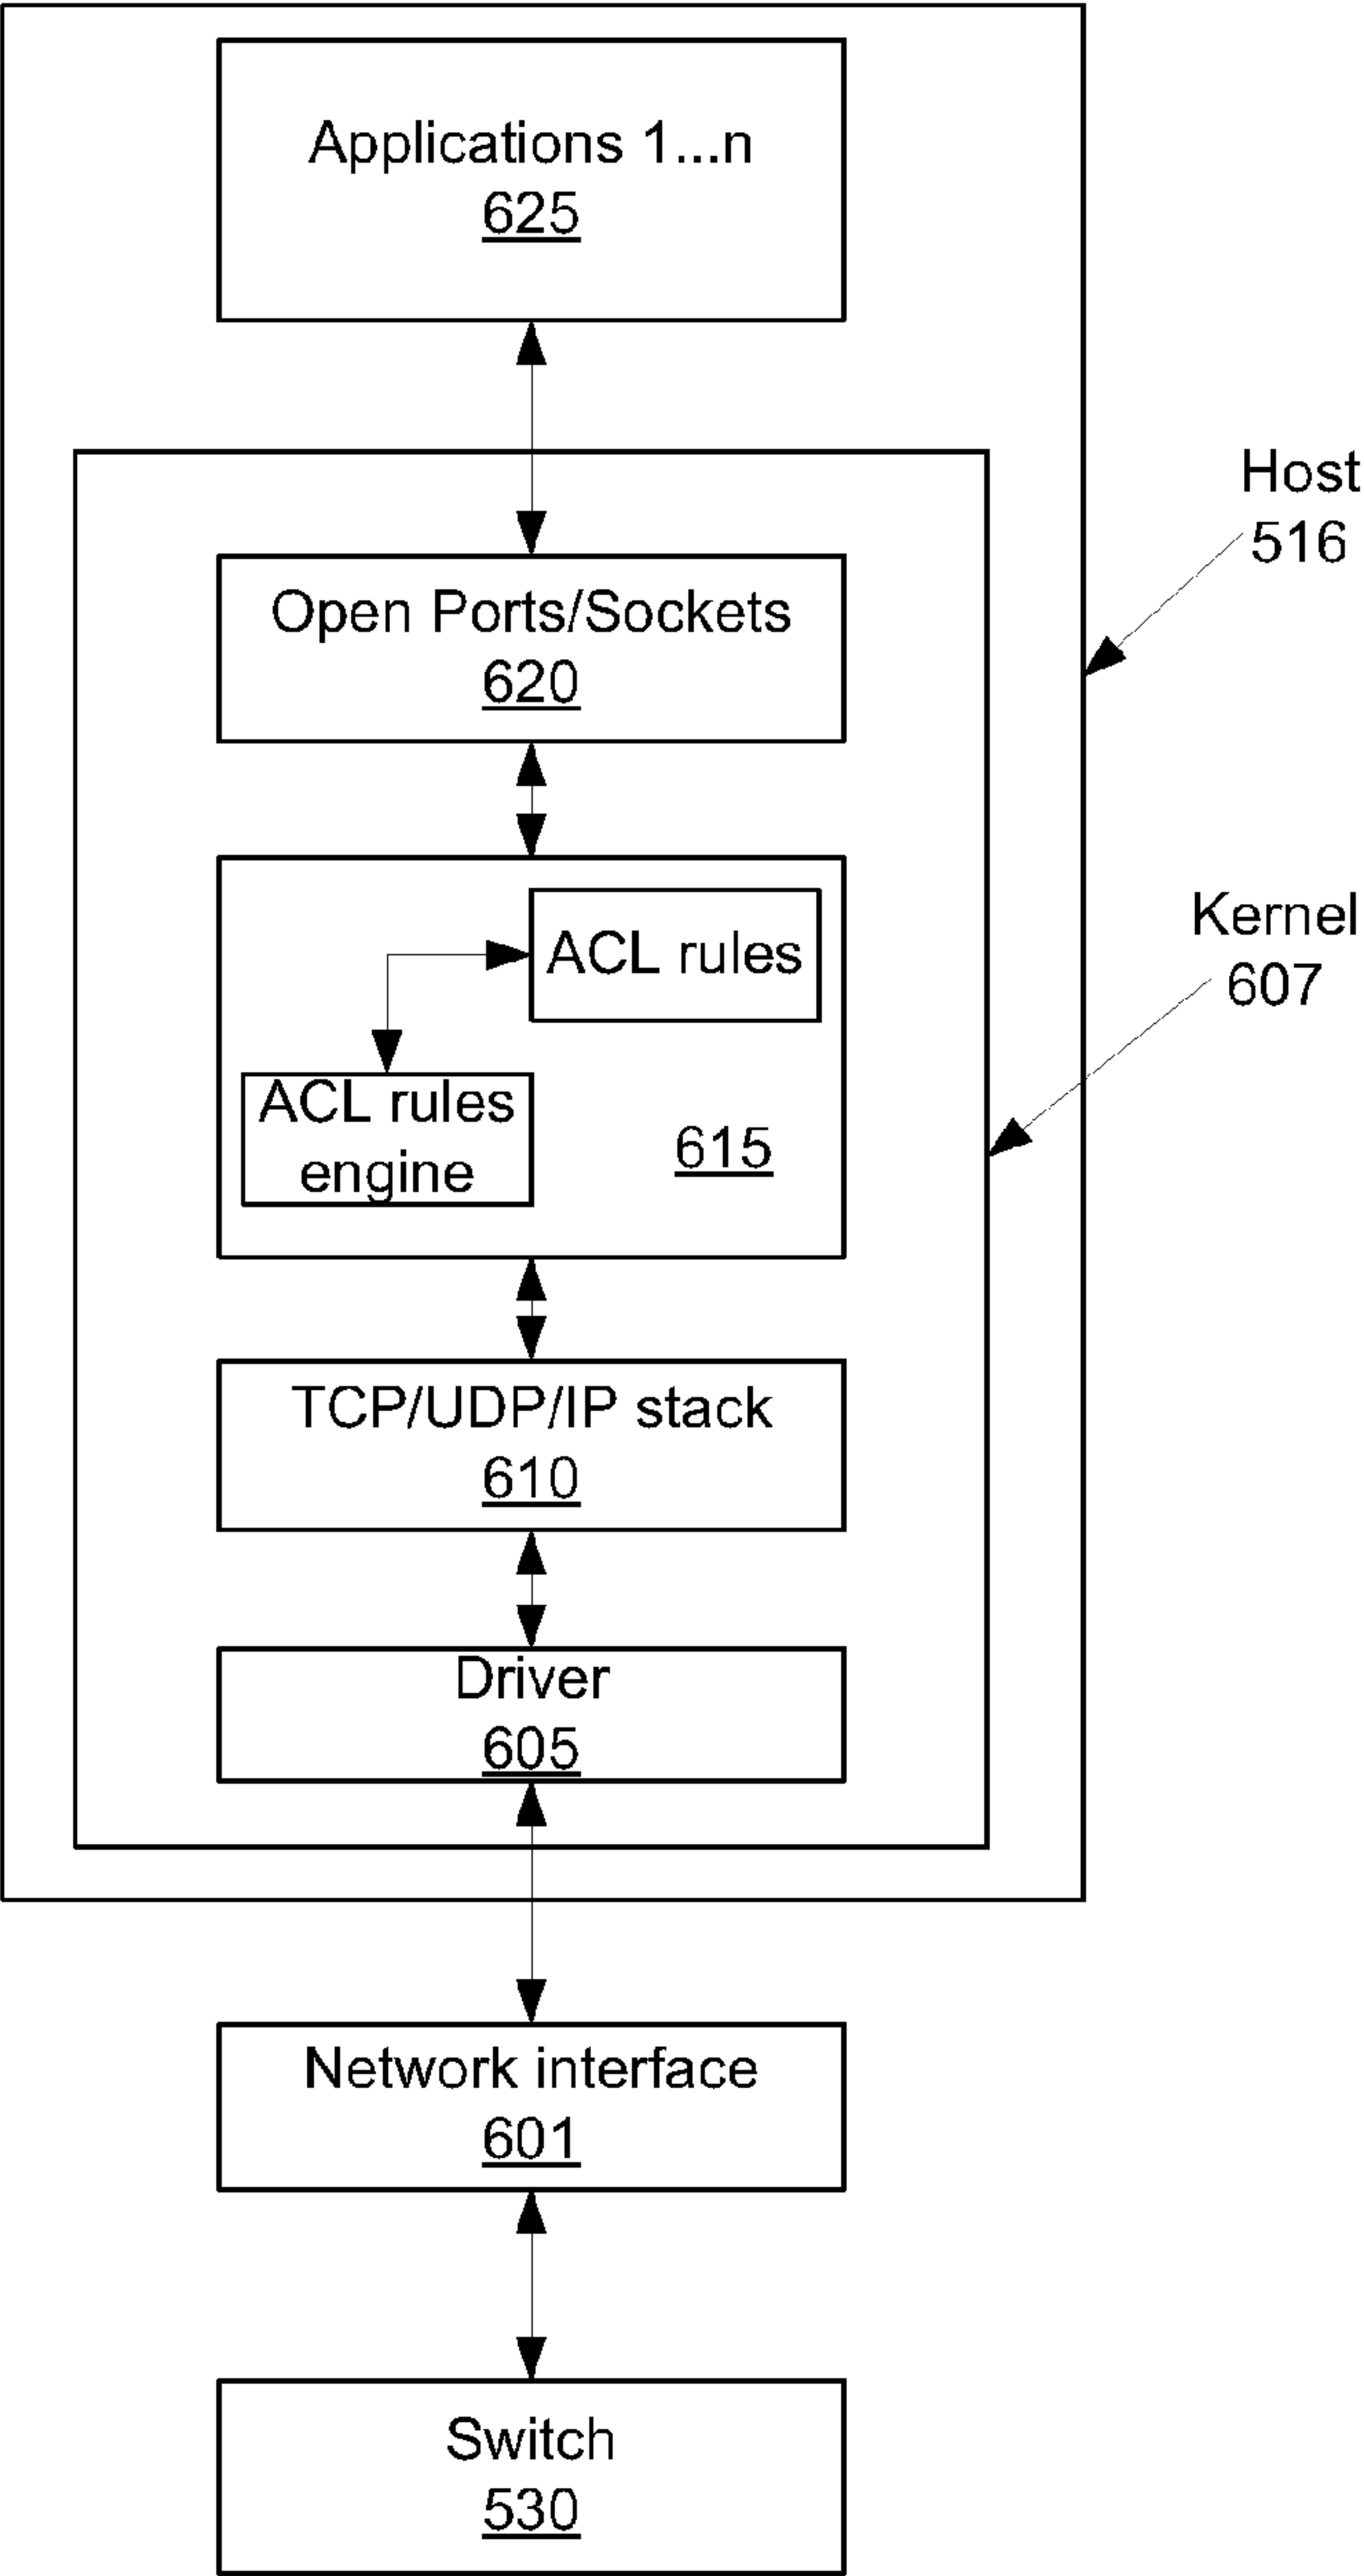 Applications 1...n
625
Host
516
Open Ports/Sockets
620
Kernel
607
ACL rules
ACL rules
engine
615
TCP/UDP/IP stack
610
Driver
605
Network interface
601
Switch
530